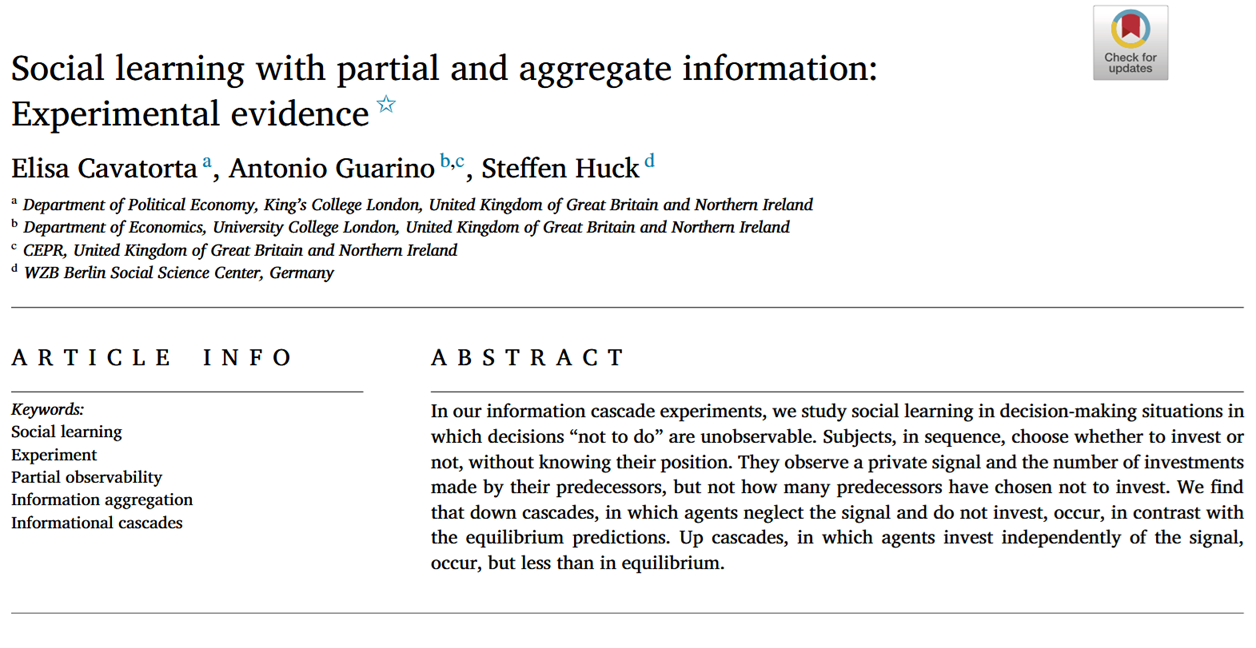 Check for
updates
Social learning with partial and aggregate information:
Experimental evidence ☆
Elisa Cavatorta a, Antonio Guarino b,c, Steffen Huck d
a Department of Political Economy, King's College London, United Kingdom of Great Britain and Northern Ireland
b Department of Economics, University College London, United Kingdom of Great Britain and Northern Ireland
c CEPR, United Kingdom of Great Britain and Northern Ireland
d WZB Berlin Social Science Center, Germany
ARTICLE INFO
Keywords:
Social learning
Experiment
Partial observability
Information aggregation
Informational cascades
ABSTRACT
In our information cascade experiments, we study social learning in decision-making situations in
which decisions “not to do” are unobservable. Subjects, in sequence, choose whether to invest or
not, without knowing their position. They observe a private signal and the number of investments
made by their predecessors, but not how many predecessors have chosen not to invest. We find
that down cascades, in which agents neglect the signal and do not invest, occur, in contrast with
the equilibrium predictions. Up cascades, in which agents invest independently of the signal,
occur, but less than in equilibrium.